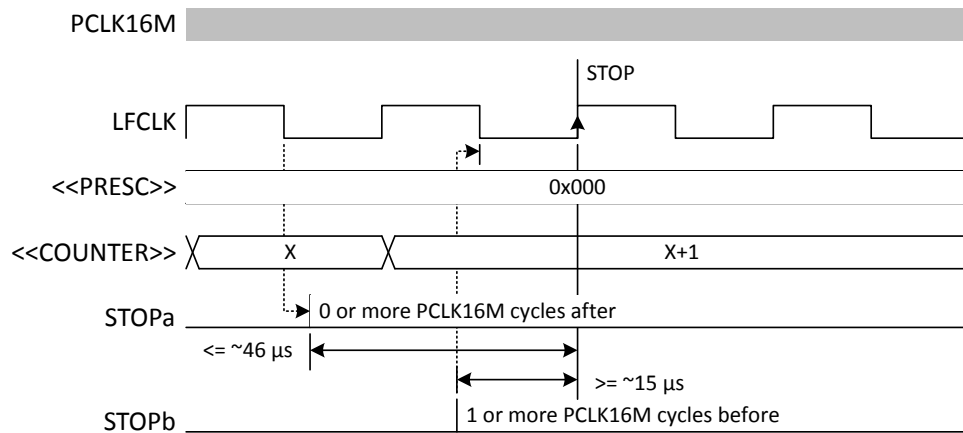 PCLK16M
STOP
LFCLK
<<PRESC>>
0x000
<<COUNTER>>
X
X+1
STOPa
0 or more PCLK16M cycles after
<= ~46 µs
>= ~15 µs
STOPb
1 or more PCLK16M cycles before